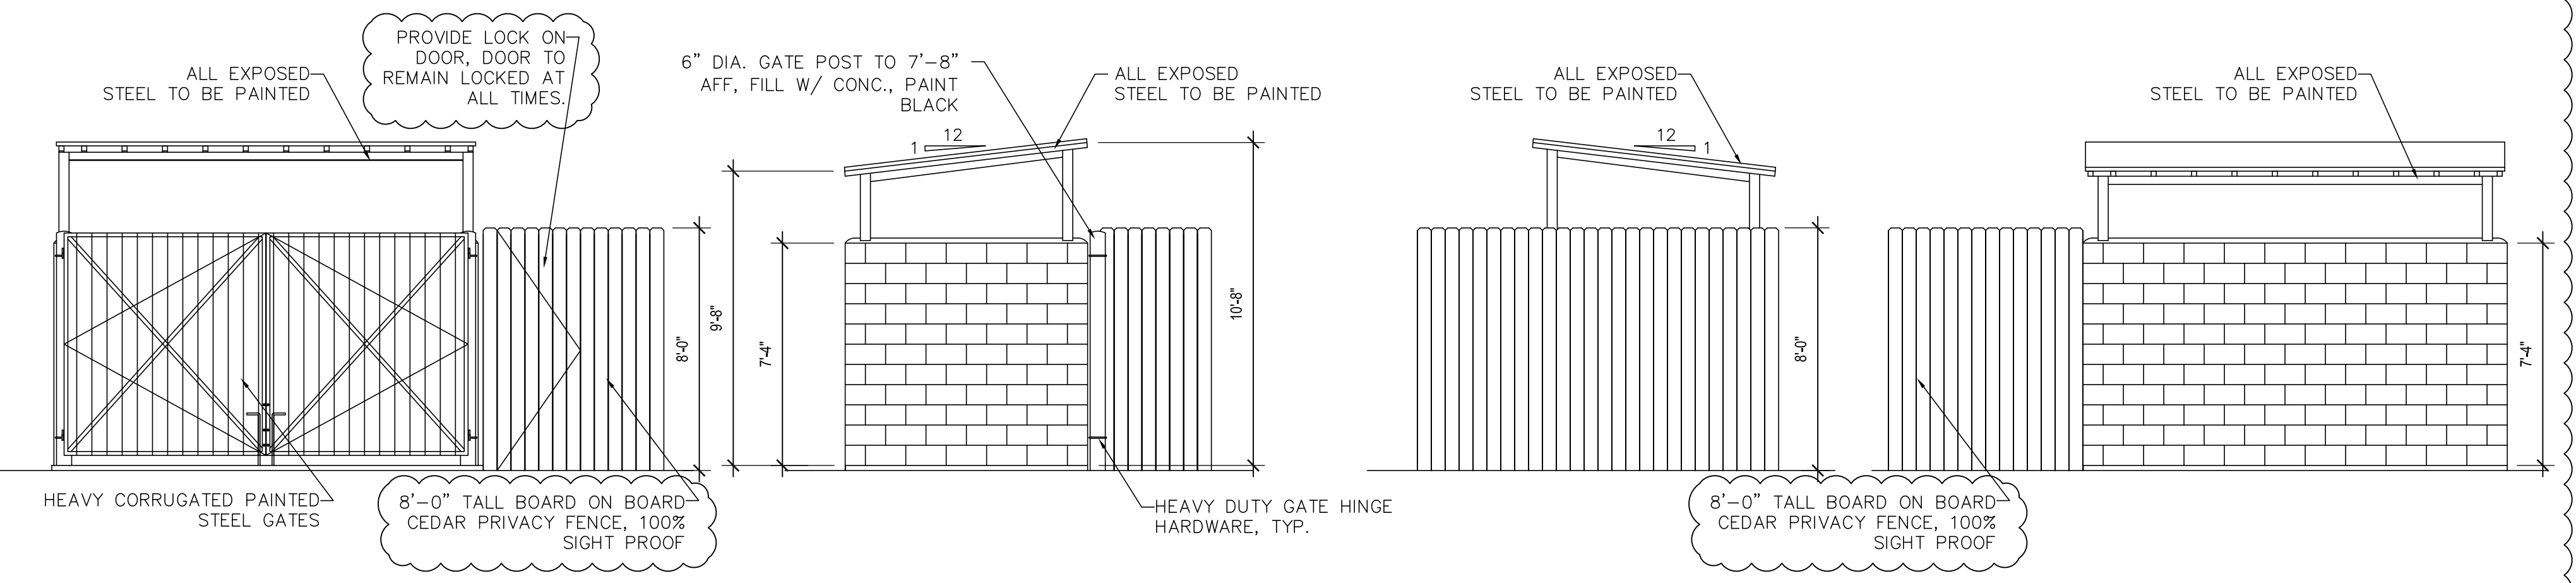 PROVIDE LOCK ON
DOOR, DOOR TO
REMAIN LOCKED AT
ALL TIMES.
ALL EXPOSED
STEEL TO BE PAINTED
HEAVY CORRUGATED PAINTED
STEEL GATES
8'-0" TALL BOARD ON BOARD
CEDAR PRIVACY FENCE, 100%
SIGHT PROOF
8'-0"
6" DIA. GATE POST TO 7'-8"
AFF, FILL W/ CONC., PAINT
BLACK
ALL EXPOSED
STEEL TO BE PAINTED
12
1
9'-8"
7'-4"
10'-8"
HEAVY DUTY GATE HINGE
HARDWARE, TYP.
ALL EXPOSED
STEEL TO BE PAINTED
12
1
8'-0"
ALL EXPOSED
STEEL TO BE PAINTED
8'-0" TALL BOARD ON BOARD
CEDAR PRIVACY FENCE, 100%
SIGHT PROOF
7'-4"